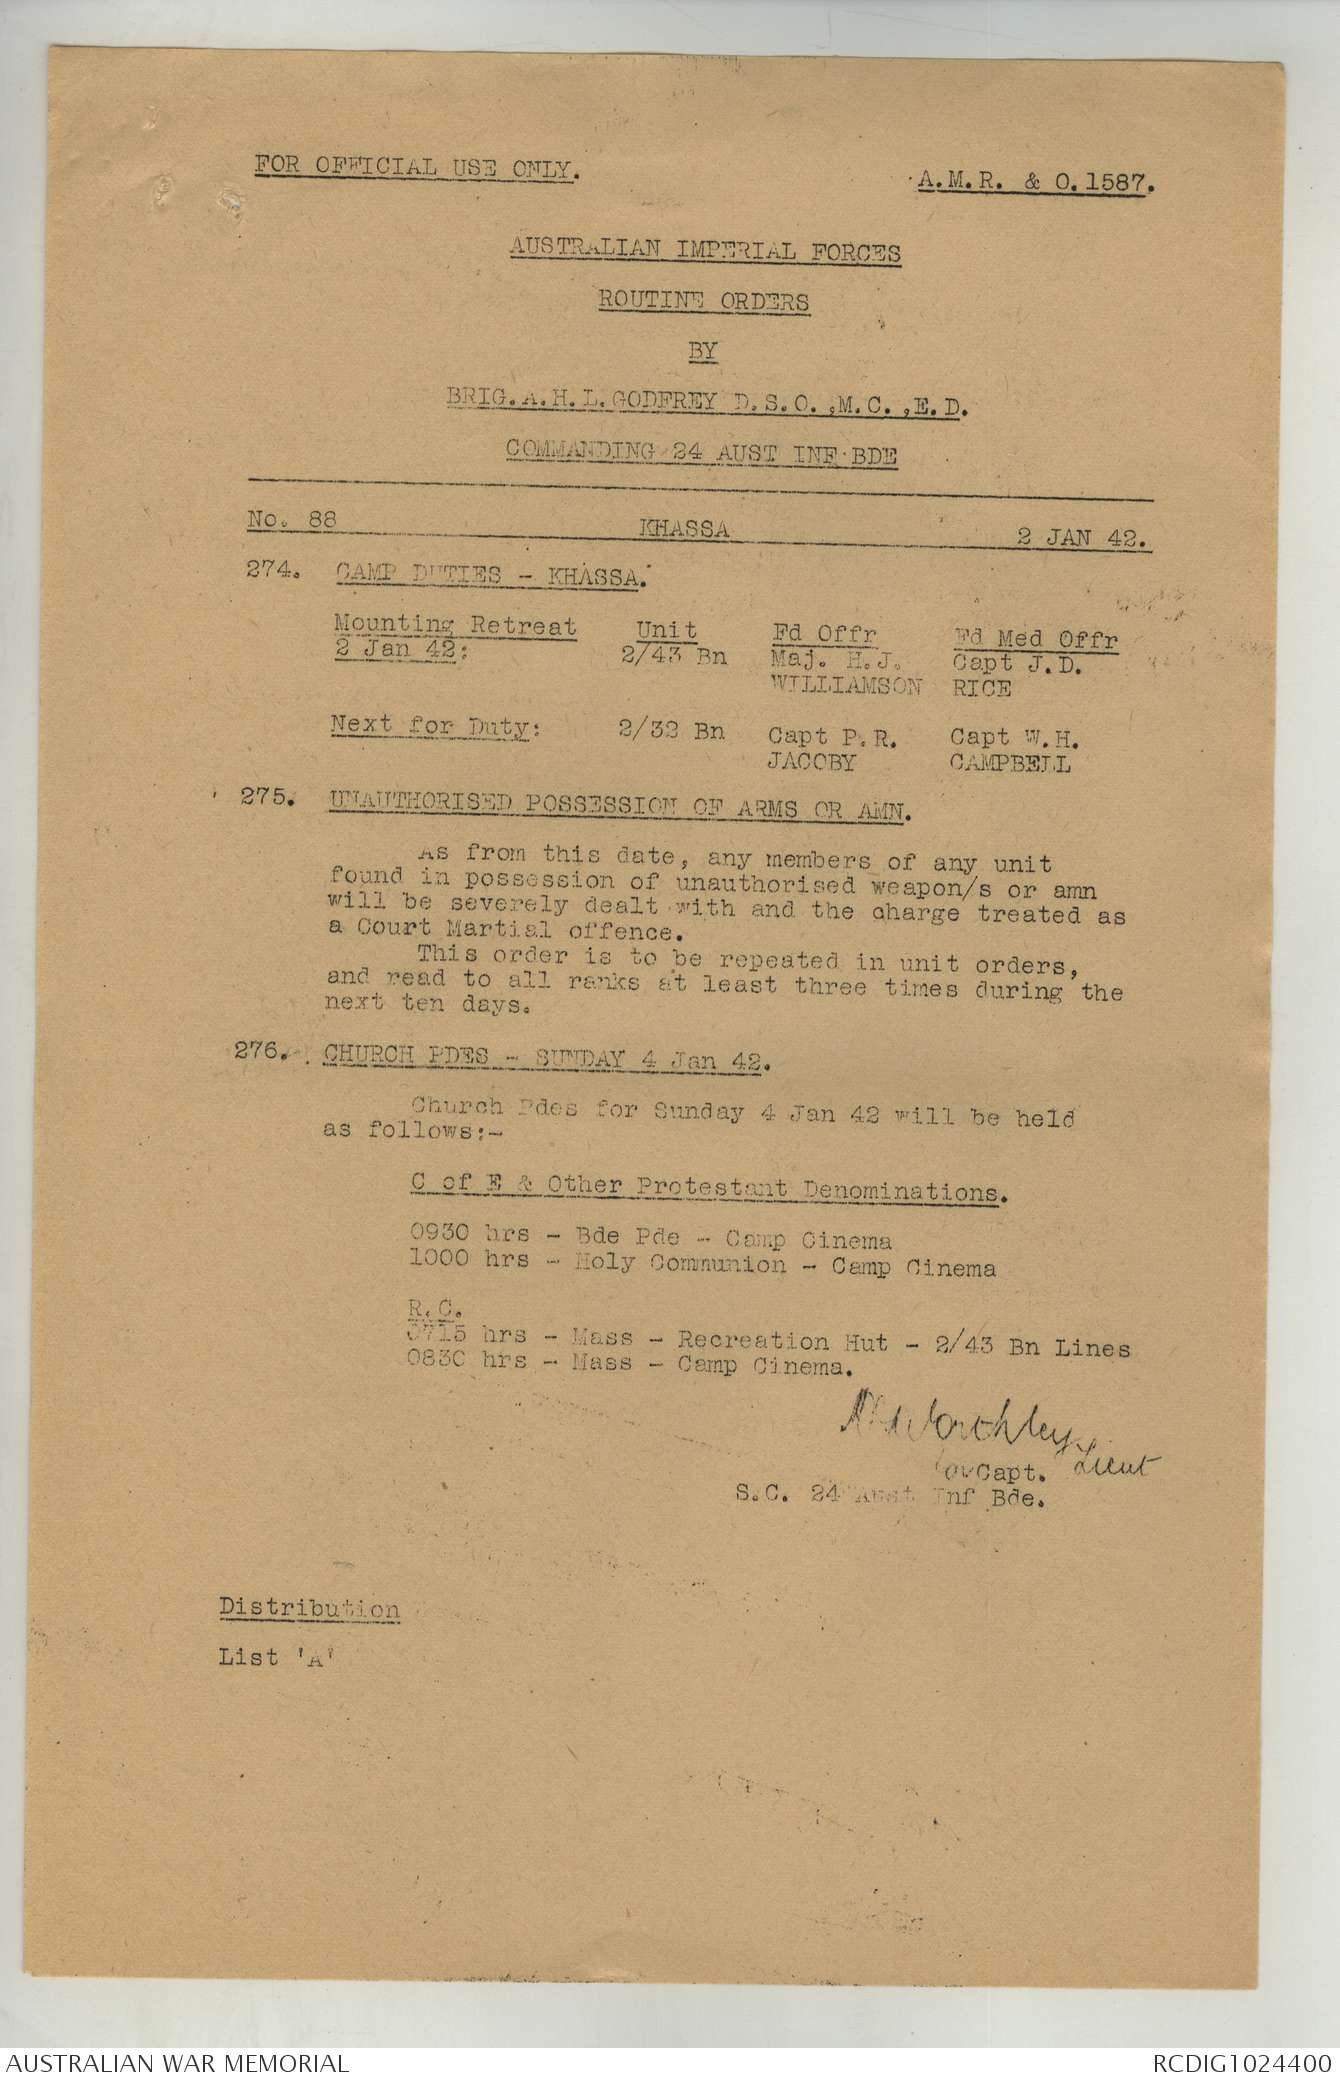 FOR OFFICIAL USE ONLY.
A.M.R. & O.1587.
AUSTRALIAN IMPERIAL FORCES
ROUTINE ORDERS
BY
BRIG.A.H.L.GODFREY D.S.O.,M.C.,E.D.
COMMANDING 24 AUST INF BDE
No. 88 KHASSA 2 JAN 42.
274. CAMP DUTIES - KHASSA.
Mounting Retreat Unit Fd Offr Fd Med Offr
2 Jan 42: 2/43 Bn Maj. H.J. Capt J.D.
WILLIAMSON RICE
Next for Duty: 2/32 Bn Capt P.R. Capt W.H.
JACOBY CAMPBELL
275. UNAUTHORISED POSSESSION OF ARMS OR AMN.
As from this date, any members of any unit
found in possession of unauthorised weapon/s or amn
will be severely dealt with and the charge treated as
a Court Martial offence.
This order is to be repeated in unit orders,
and read to all ranks at least three times during the
next ten days.
276. CHURCH PDES - SUNDAY 4 Jan 42.
Church Pdes for Sunday 4 Jan 42 will be held
as follows:-
C of E & Other Protestant Denominations.
0930 hrs - Bde Pde - Camp Cinema
1000 hrs - Holy Communion - Camp Cinema
R.C.
0715 hrs - Mass - Recreation Hut - 2/43 Bn Lines
0830 hrs - Mass - Camp Cinema.
Lieut
for Capt.
S.C. 24 Aust Inf Bde.
Distribution
List 'A'
AUSTRALIAN WAR MEMORIAL
RCDIG1024400